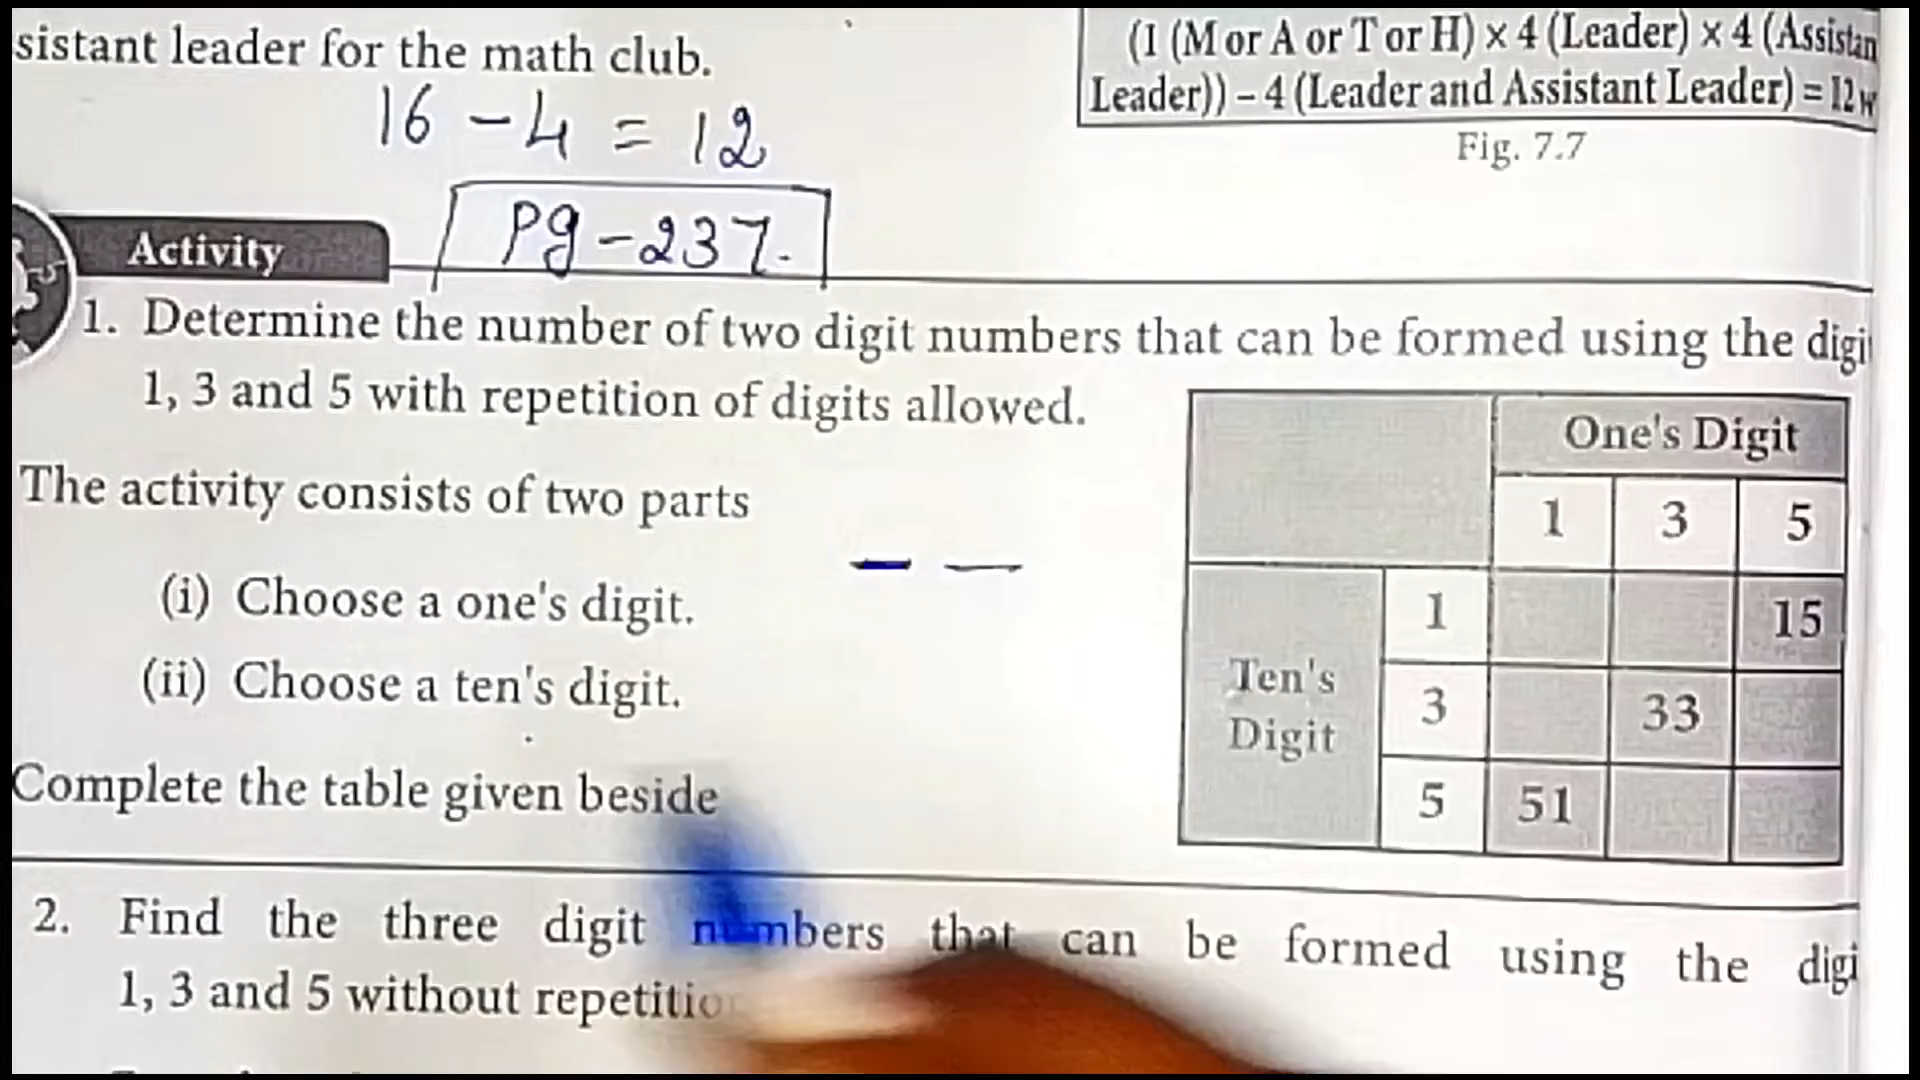 sistant leader for the math club.
(1 (M or A or T or H) × 4 (Leader) × 4 (Assistan
Leader)) – 4 (Leader and Assistant Leader) = 12 w
Fig. 7.7
16 - 4 = 12
Pg - 237.
Activity
1. Determine the number of two digit numbers that can be formed using the digi
1, 3 and 5 with repetition of digits allowed.
The activity consists of two parts
(i) Choose a one's digit.
(ii) Choose a ten's digit.
Complete the table given beside
One's Digit
1 3 5
Ten's
Digit
1 15
3 33
5 51
2. Find the three digit numbers that can be formed using the digi
1, 3 and 5 without repetitio